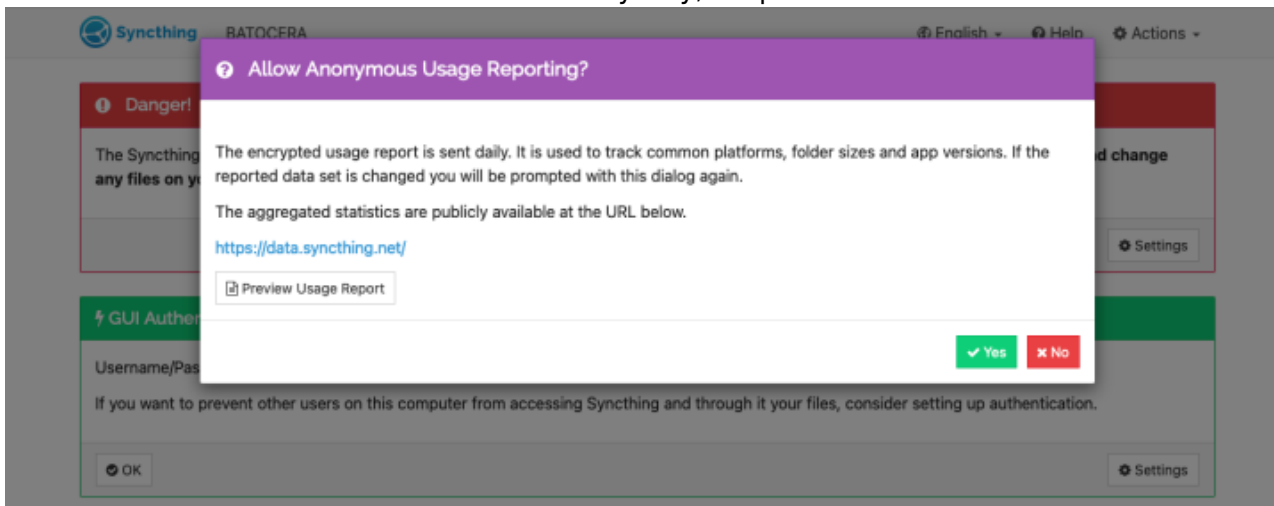 Syncthing BATOCERA English Help Actions
Allow Anonymous Usage Reporting?
Danger!
The encrypted usage report is sent daily. It is used to track common platforms, folder sizes and app versions. If the
reported data set is changed you will be prompted with this dialog again.
The aggregated statistics are publicly available at the URL below.
https://data.syncthing.net/
Preview Usage Report
Yes No
The Syncthing
any files on
change
Settings
GUI
Username/Pas
If you want to prevent other users on this computer from accessing Syncthing and through it your files, consider setting up authentication.
OK Settings